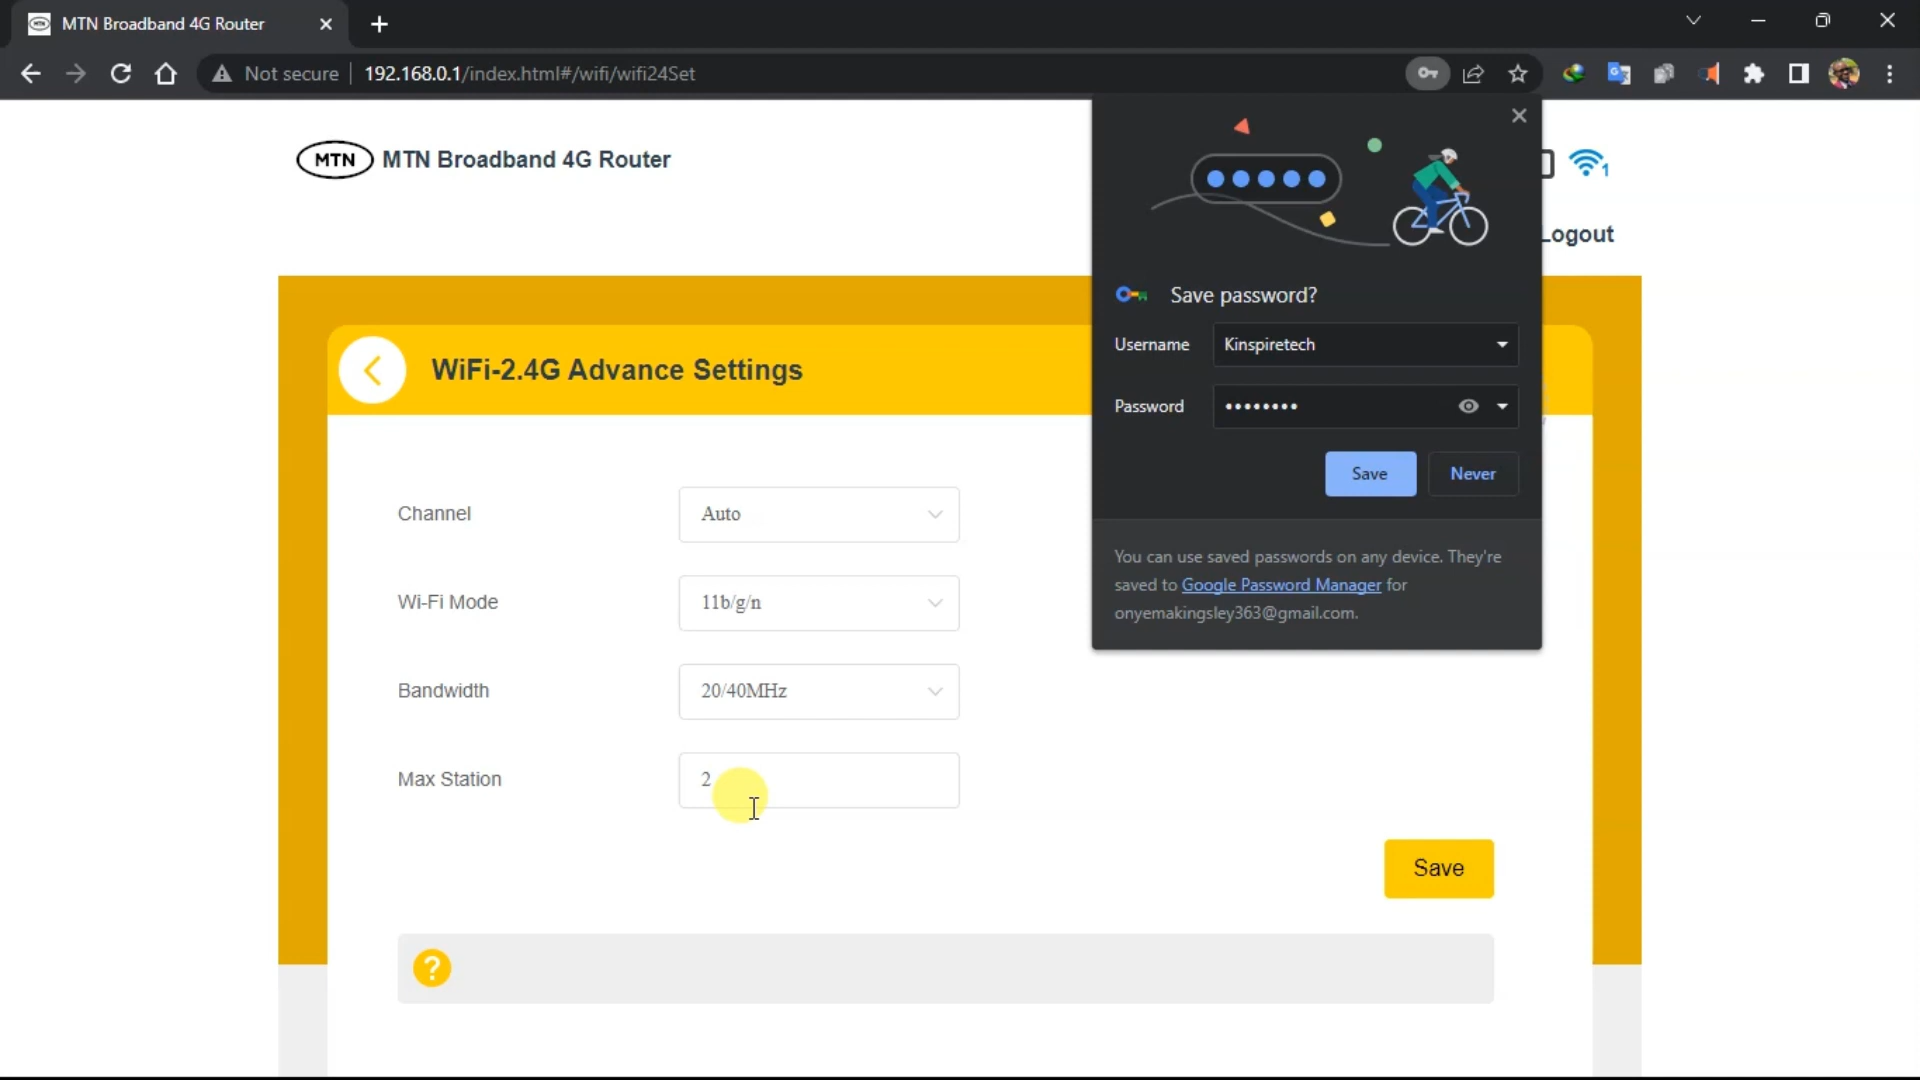 MTN Broadband 4G Router
Not secure
192.168.0.1/index.html#/wifi/wifi24Set
MTN
MTN Broadband 4G Router
1
Logout
Save password?
Username
Kinspiretech
Password
••••••••
Save
Never
You can use saved passwords on any device. They're
saved to Google Password Manager for
onyemakingsley363@gmail.com.
WiFi-2.4G Advance Settings
Channel
Auto
Wi-Fi Mode
11b/g/n
Bandwidth
20/40MHz
Max Station
2
Save
?